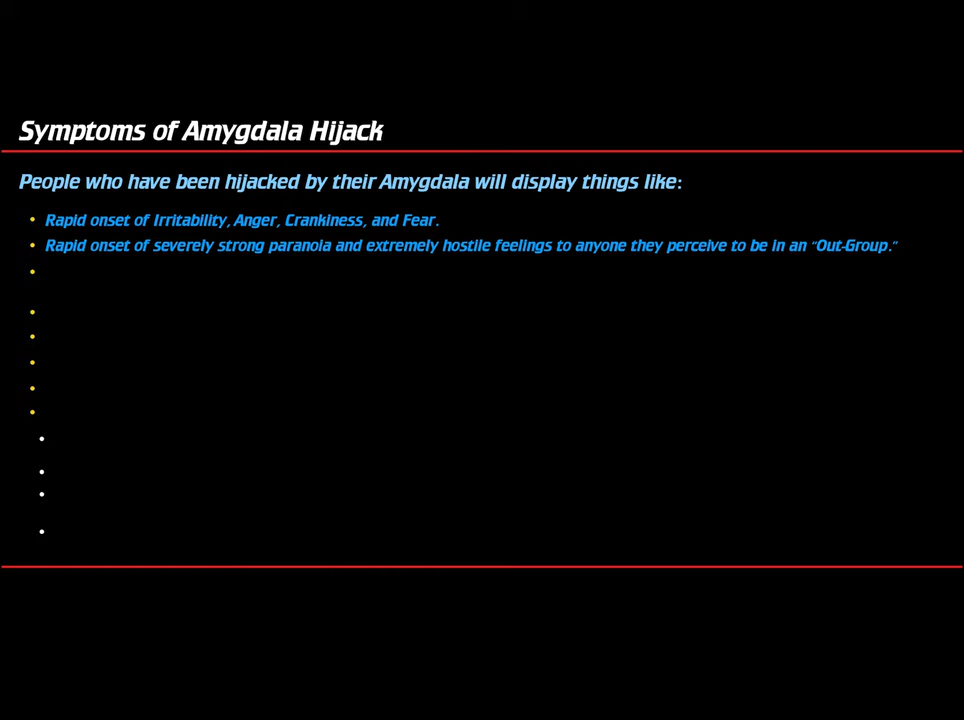 Symptoms of Amygdala Hijack
People who have been hijacked by their Amygdala will display things like:
• Rapid onset of Irritability, Anger, Crankiness, and Fear.
• Rapid onset of severely strong paranoia and extremely hostile feelings to anyone they perceive to be in an “Out-Group.”
•
•
•
•
•
•
•
•
•
•